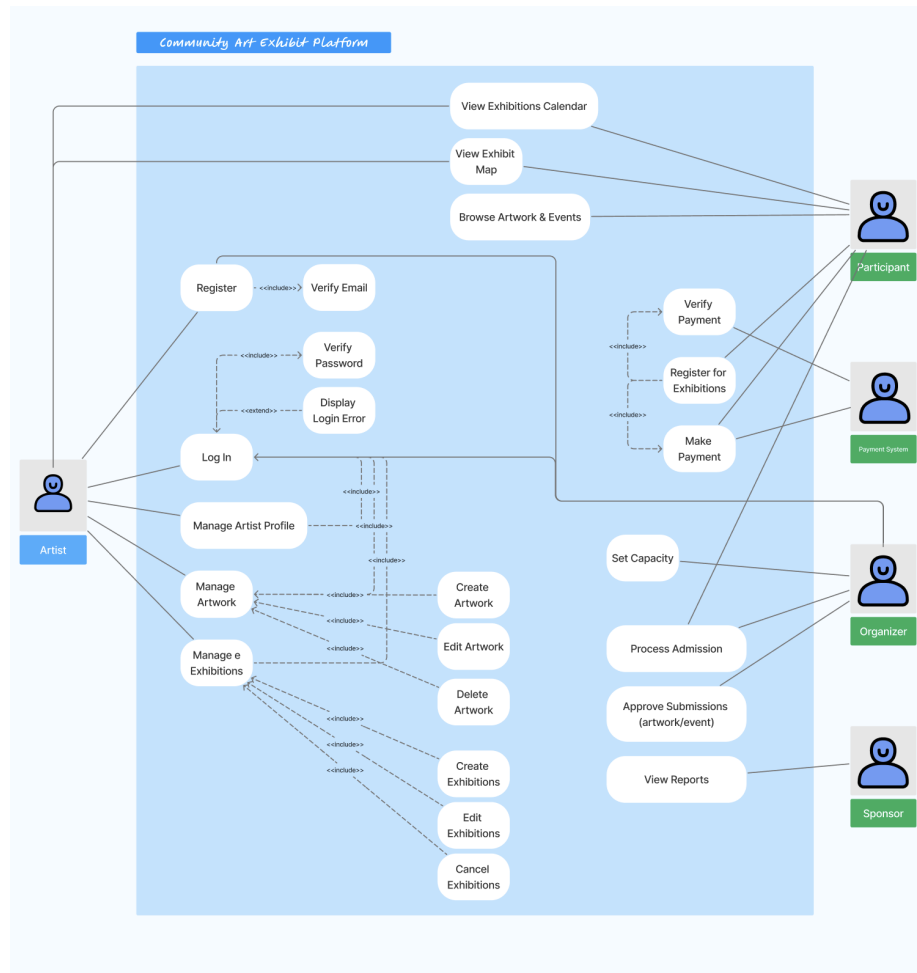 Community Art Exhibit Platform
View Exhibitions Calendar
View Exhibit
Map
Browse Artwork & Events
Participant
Register
<<include>>
Verify Email
Verify
Password
<<include>>
Display
Login Error
<<extend>>
Log In
Verify
Payment
<<include>>
Register for
Exhibitions
<<include>>
Make
Payment
Payment System
Artist
<<include>>
Manage Artist Profile
<<include>>
<<include>>
Set Capacity
Manage
Artwork
<<include>>
Create
Artwork
<<include>>
Edit Artwork
Organizer
Manage e
Exhibitions
<<include>>
Delete
Artwork
Process Admission
Approve Submissions
(artwork/event)
<<include>>
<<include>>
<<include>>
Create
Exhibitions
View Reports
Edit
Exhibitions
Sponsor
Cancel
Exhibitions